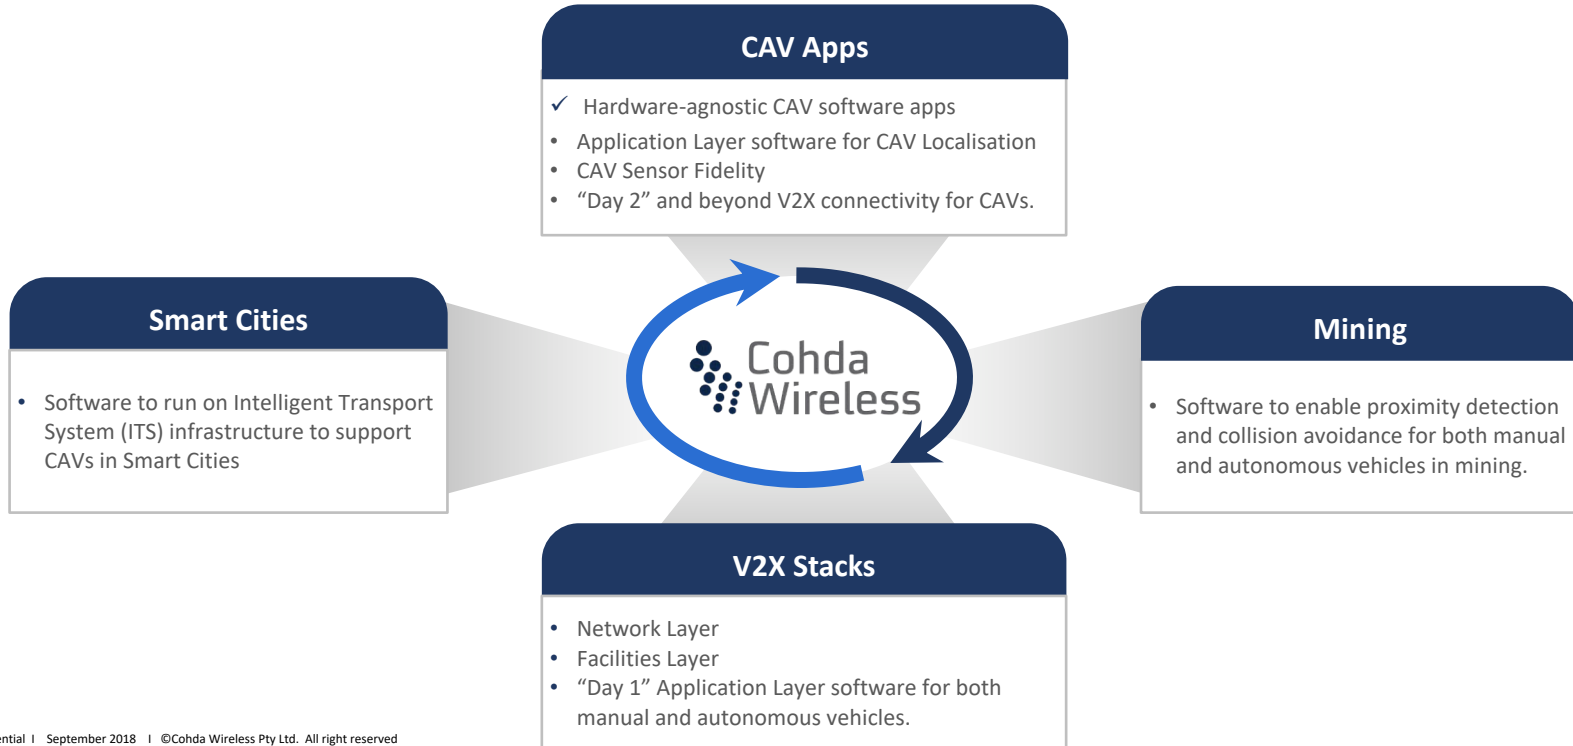 CAV Apps
✓ Hardware-agnostic CAV software apps
• Application Layer software for CAV Localisation
• CAV Sensor Fidelity
• “Day 2” and beyond V2X connectivity for CAVs.
Smart Cities
• Software to run on Intelligent Transport
System (ITS) infrastructure to support
CAVs in Smart Cities
Cohda
Wireless
Mining
• Software to enable proximity detection
and collision avoidance for both manual
and autonomous vehicles in mining.
V2X Stacks
• Network Layer
• Facilities Layer
• “Day 1” Application Layer software for both
manual and autonomous vehicles.
ential I September 2018 I ©Cohda Wireless Pty Ltd. All right reserved